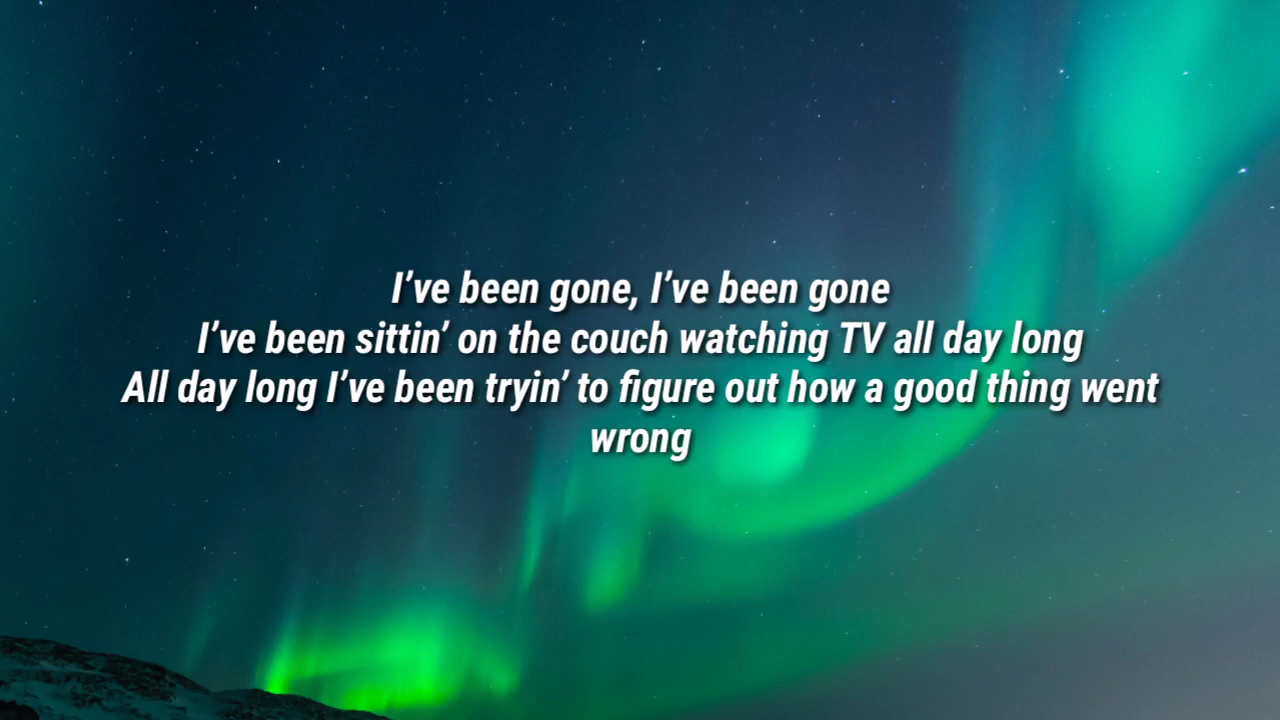 I’ve been gone, I’ve been gone
I’ve been sittin’ on the couch watching TV all day long
All day long I’ve been tryin’ to figure out how a good thing went
wrong